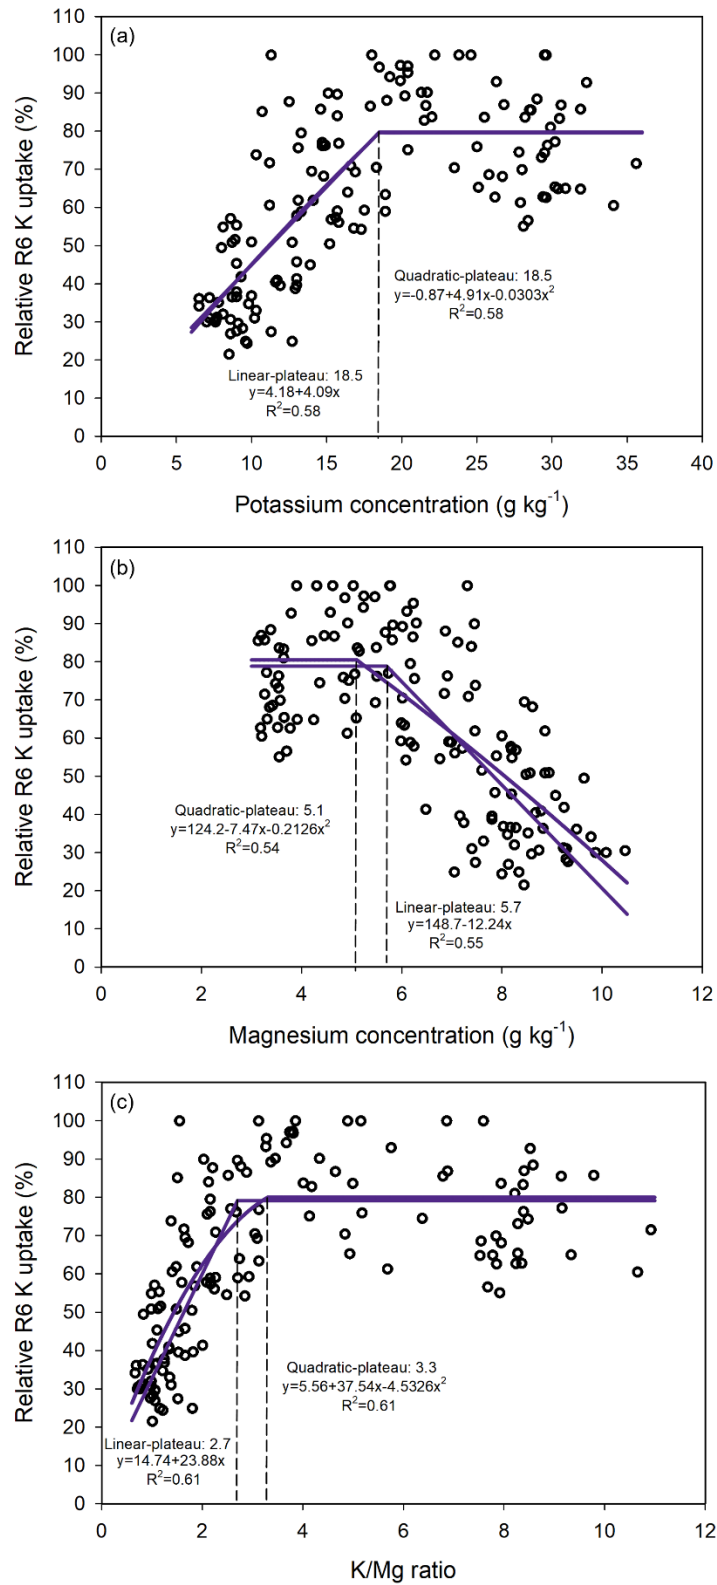 (a)
Relative R6 K uptake (%)
110
100
90
80
70
60
50
40
30
20
10
0
Quadratic-plateau: 18.5
y=-0.87+4.91x-0.0303x²
R²=0.58
Linear-plateau: 18.5
y=4.18+4.09x
R²=0.58
0 5 10 15 20 25 30 35 40
Potassium concentration (g kg⁻¹)
(b)
Relative R6 K uptake (%)
110
100
90
80
70
60
50
40
30
20
10
0
Quadratic-plateau: 5.1
y=124.2-7.47x-0.2126x²
R²=0.54
Linear-plateau: 5.7
y=148.7-12.24x
R²=0.55
0 2 4 6 8 10 12
Magnesium concentration (g kg⁻¹)
(c)
Relative R6 K uptake (%)
110
100
90
80
70
60
50
40
30
20
10
0
Quadratic-plateau: 3.3
y=5.56+37.54x-4.5326x²
R²=0.61
Linear-plateau: 2.7
y=14.74+23.88x
R²=0.61
0 2 4 6 8 10 12
K/Mg ratio